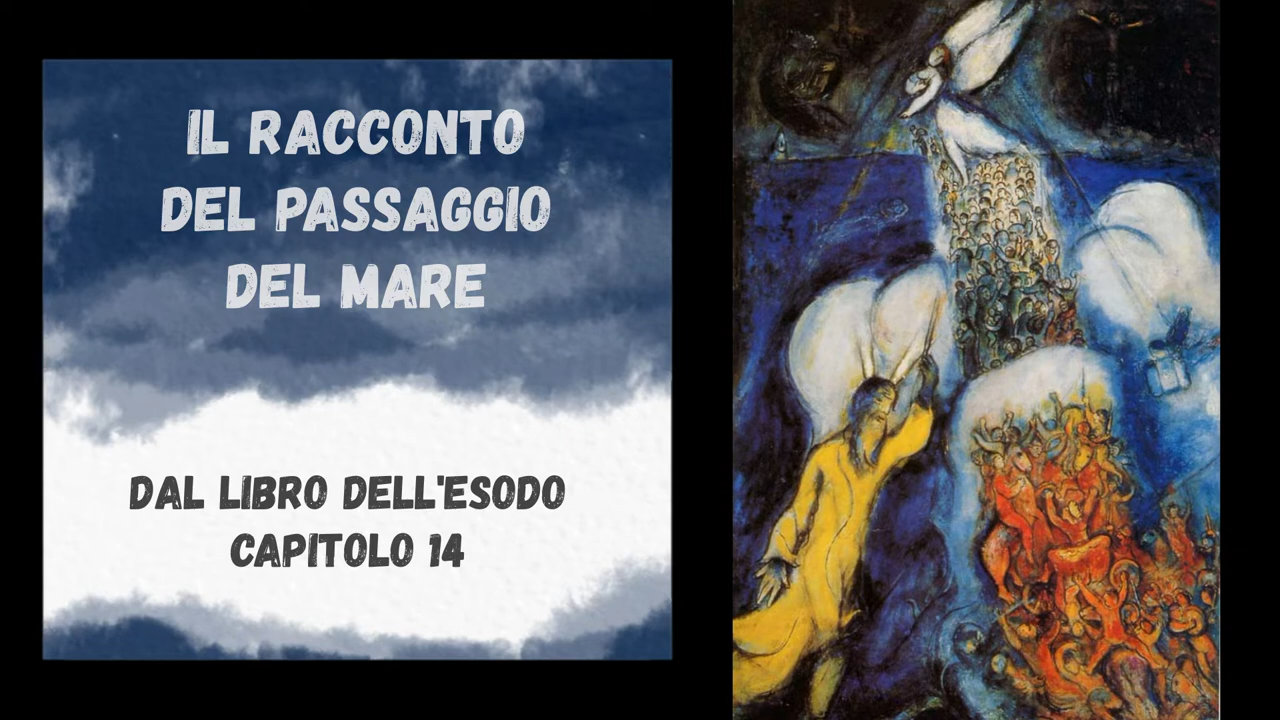 IL RACCONTO
DEL PASSAGGIO
DEL MARE
DAL LIBRO DELL'ESODO
CAPITOLO 14